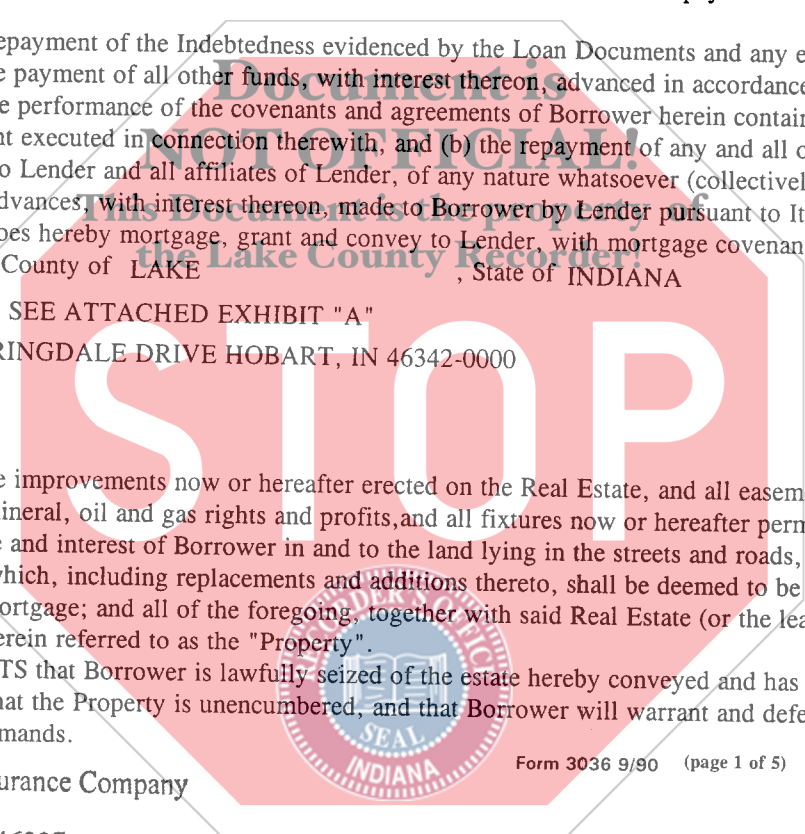 epayment of the Indebtedness evidenced by the Loan Documents and any e
e payment of all other funds, with interest thereon, advanced in accordance
Document is
e performance of the covenants and agreements of Borrower herein contain
nt executed in connection therewith, and (b) the repayment of any and all o
NOT OFFICIAL!
o Lender and all affiliates of Lender, of any nature whatsoever (collectivel
dvances, with interest thereon, made to Borrower by Lender pursuant to It
This Document is the property of
oes hereby mortgage, grant and convey to Lender, with mortgage covenan
the Lake County Recorder!
County of LAKE , State of INDIANA
SEE ATTACHED EXHIBIT "A"
RINGDALE DRIVE HOBART, IN 46342-0000
STOP
e improvements now or hereafter erected on the Real Estate, and all easem
ineral, oil and gas rights and profits,and all fixtures now or hereafter perm
e and interest of Borrower in and to the land lying in the streets and roads,
which, including replacements and additions thereto, shall be deemed to be
ortgage; and all of the foregoing, together with said Real Estate (or the lea
erein referred to as the "Property".
TS that Borrower is lawfully seized of the estate hereby conveyed and has
hat the Property is unencumbered, and that Borrower will warrant and defe
mands.
RECORDER'S OFFICE
SEAL
INDIANA
Form 3036 9/90 (page 1 of 5)
urance Company